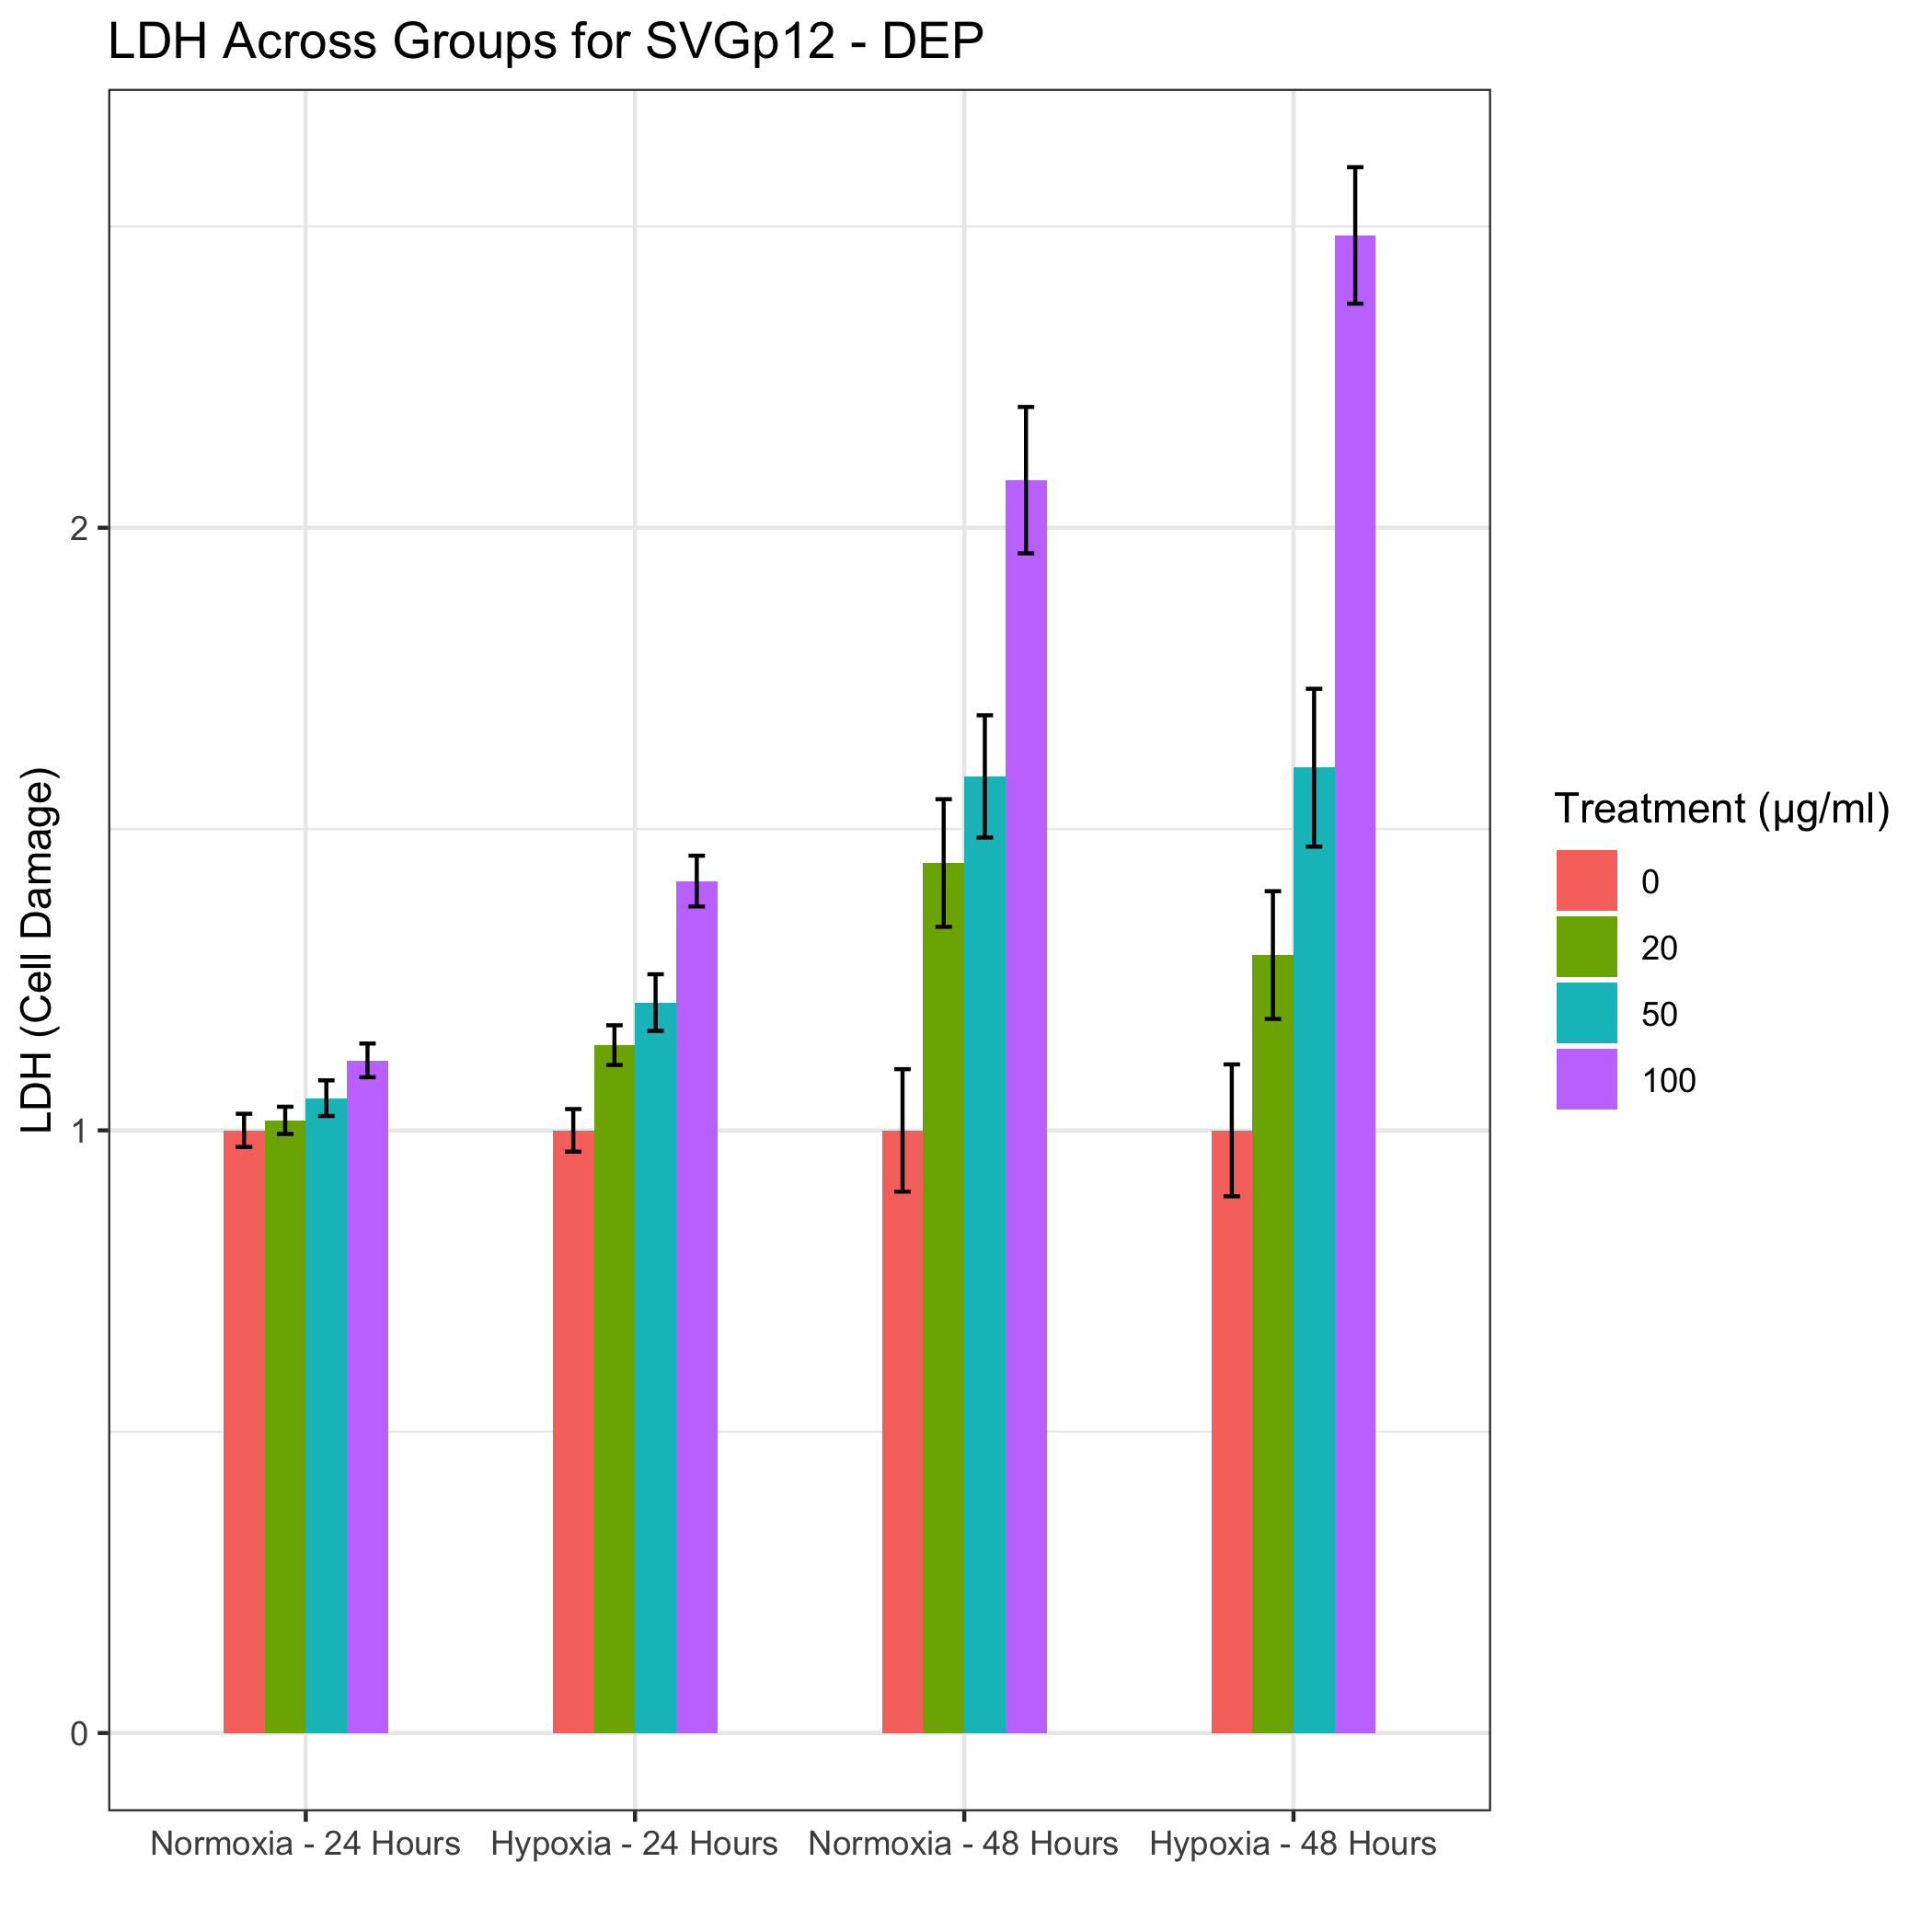 LDH Across Groups for SVGp12 - DEP
LDH (Cell Damage)
2
1
0
Normoxia - 24 Hours
Hypoxia - 24 Hours
Normoxia - 48 Hours
Hypoxia - 48 Hours
Treatment (µg/ml)
0
20
50
100